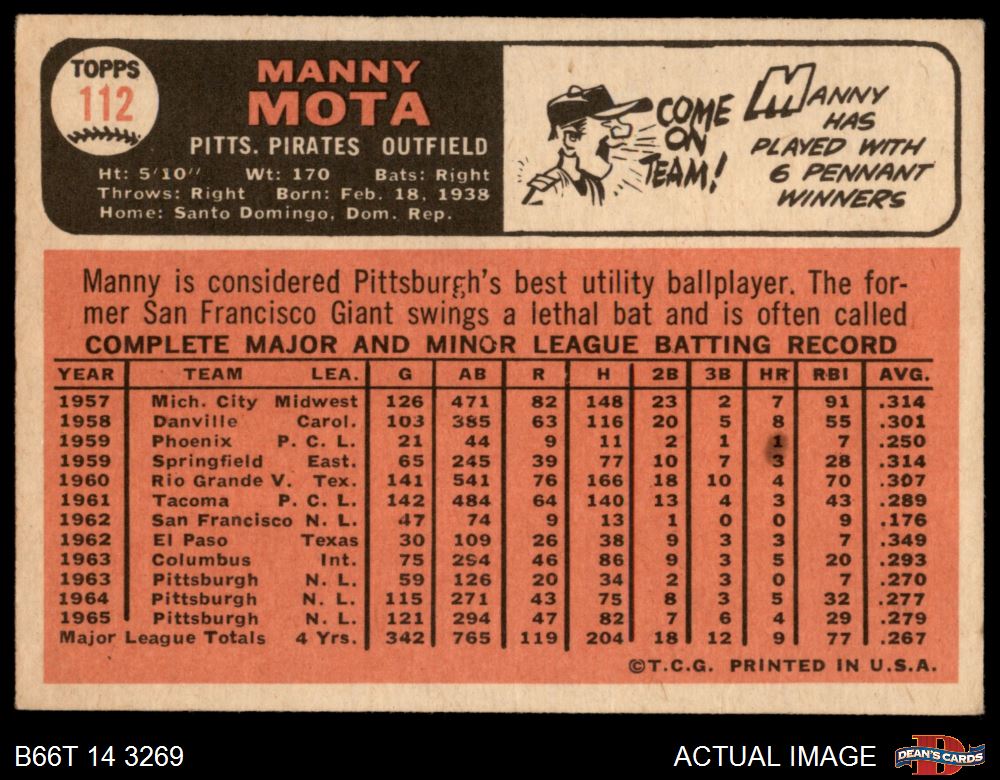 TOPPS
112
MANNY
MOTA
PITTS. PIRATES OUTFIELD
Ht: 5'10" Wt: 170 Bats: Right
Throws: Right Born: Feb. 18, 1938
Home: Santo Domingo, Dom. Rep.
COME
ON
TEAM!
MANNY
HAS
PLAYED WITH
6 PENNANT
WINNERS
Manny is considered Pittsburgh's best utility ballplayer. The for-
mer San Francisco Giant swings a lethal bat and is often called
COMPLETE MAJOR AND MINOR LEAGUE BATTING RECORD
YEAR TEAM LEA. G AB R H 2B 3B HR RBI AVG.
1957 Mich. City Midwest 126 471 82 148 23 2 7 91 .314
1958 Danville Carol. 103 385 63 116 20 5 8 55 .301
1959 Phoenix P. C. L. 21 44 9 11 2 1 1 7 .250
1959 Springfield East. 65 245 39 77 10 7 3 28 .314
1960 Rio Grande V. Tex. 141 541 76 166 18 10 4 70 .307
1961 Tacoma P. C. L. 142 484 64 140 13 4 3 43 .289
1962 San Francisco N. L. 47 74 9 13 1 0 0 9 .176
1962 El Paso Texas 30 109 26 38 9 3 3 7 .349
1963 Columbus Int. 75 294 46 86 9 3 5 20 .293
1963 Pittsburgh N. L. 59 126 20 34 2 3 0 7 .270
1964 Pittsburgh N. L. 115 271 43 75 8 3 5 32 .277
1965 Pittsburgh N. L. 121 294 47 82 7 6 4 29 .279
Major League Totals 4 Yrs. 342 765 119 204 18 12 9 77 .267
©T.C.G. PRINTED IN U.S.A.
B66T 14 3269
ACTUAL IMAGE
D
DEAN'S CARDS